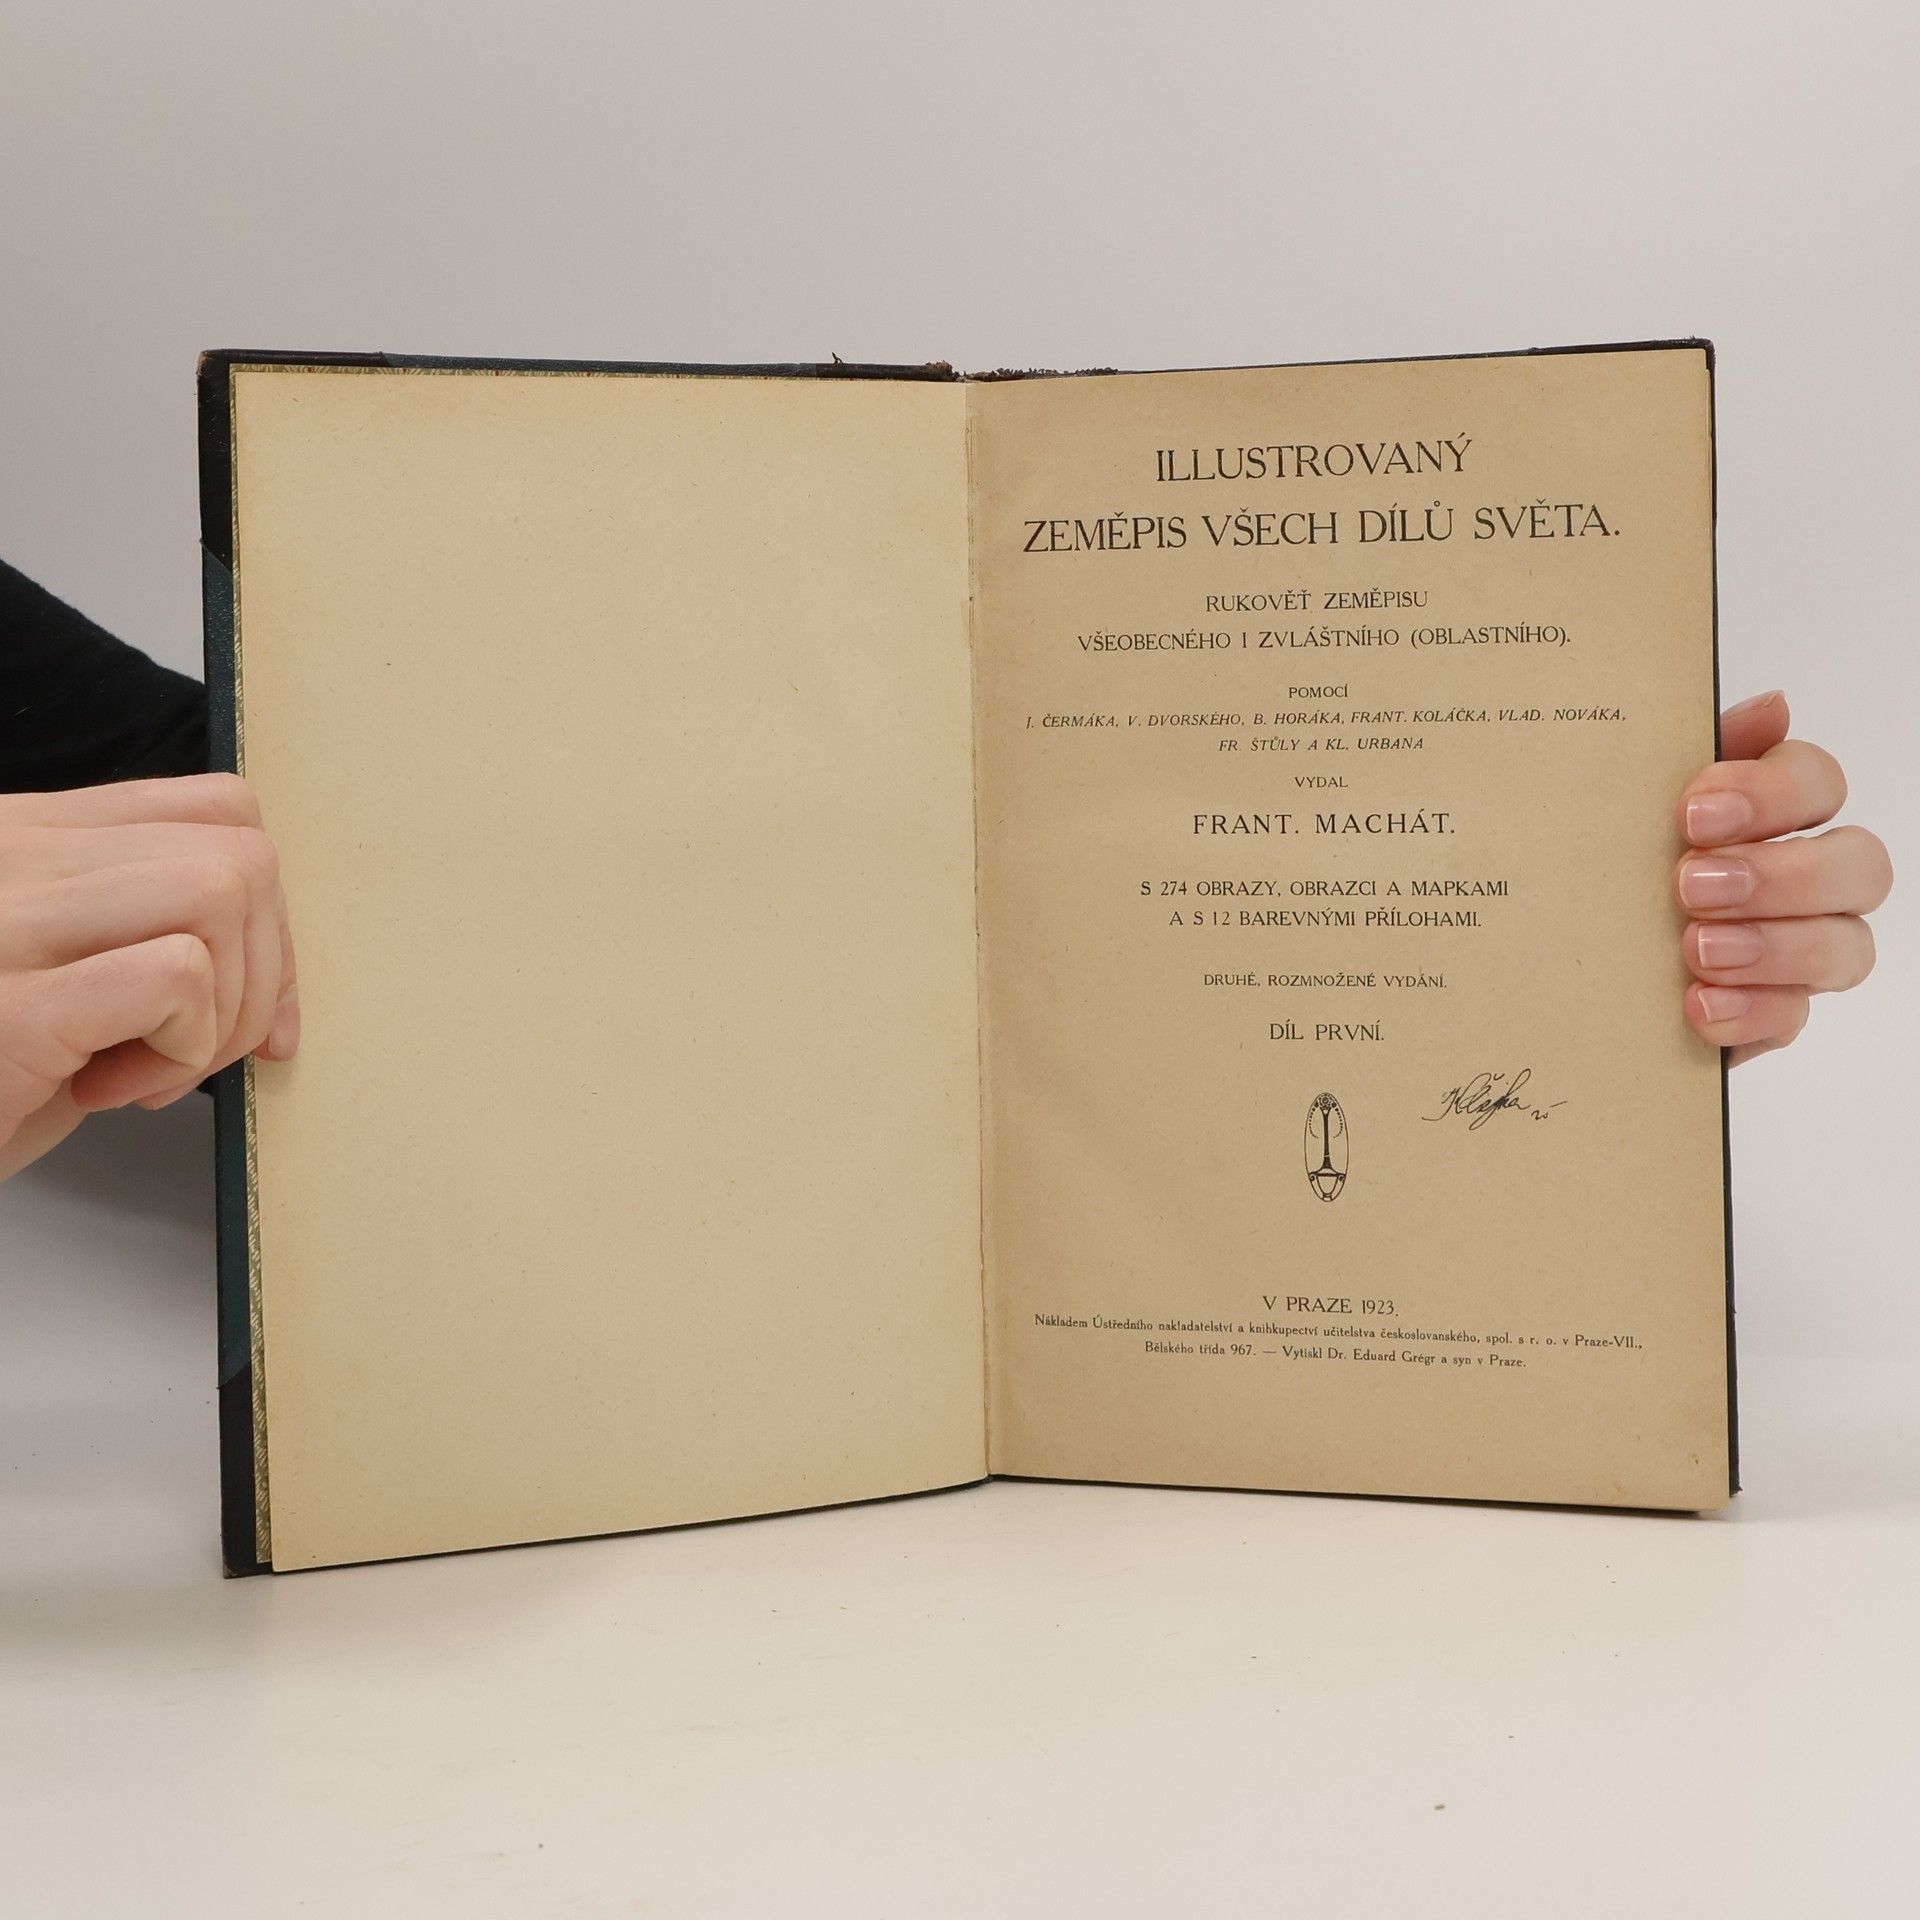 ILLUSTROVANÝ
ZEMĚPIS VŠECH DÍLŮ SVĚTA.
RUKOVĚŤ ZEMĚPISU
VŠEOBECNÉHO I ZVLÁŠTNÍHO (OBLASTNÍHO).
POMOCÍ
J. ČERMÁKA, V. DVORSKÉHO, B. HORÁKA, FRANT. KOLÁČKA, VLAD. NOVÁKA,
FR. ŠTŮLY A KL. URBANA
VYDAL
FRANT. MACHÁT.
S 274 OBRAZY, OBRAZCI A MAPKAMI
A S 12 BAREVNÝMI PŘÍLOHAMI.
DRUHÉ, ROZMNOŽENÉ VYDÁNÍ.
DÍL PRVNÍ.
V PRAZE 1923.
Nákladem Ústředního nakladatelství a knihkupectví učitelstva československého, spol. s r. o. v Praze-VII.,
Bělského třída 967. — Vytiskl Dr. Eduard Grégr a syn v Praze.